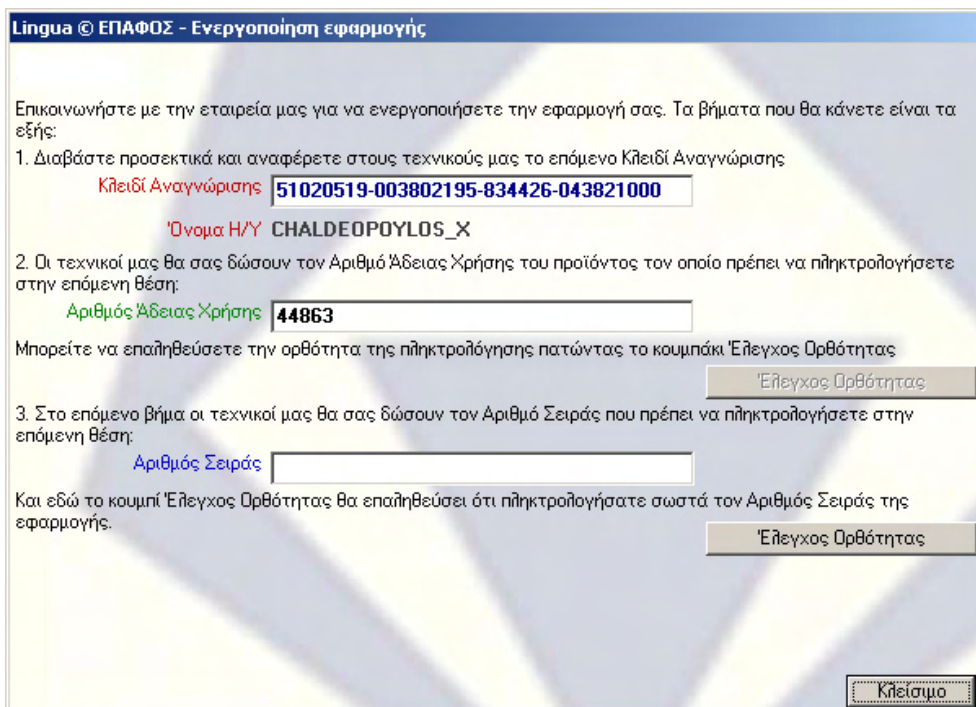 Lingua © ΕΠΑΦΟΣ - Ενεργοποίηση εφαρμογής
Επικοινωνήστε με την εταιρεία μας για να ενεργοποιήσετε την εφαρμογή σας. Τα βήματα που θα κάνετε είναι τα
εξής:
1. Διαβάστε προσεκτικά και αναφέρετε στους τεχνικούς μας το επόμενο Κλειδί Αναγνώρισης
Κλειδί Αναγνώρισης 51020519-003802195-834426-043821000
Όνομα Η/Υ CHALDEOPOYLOS_X
2. Οι τεχνικοί μας θα σας δώσουν τον Αριθμό Άδειας Χρήσης του προϊόντος τον οποίο πρέπει να πληκτρολογήσετε
στην επόμενη θέση:
Αριθμός Άδειας Χρήσης 44863
Μπορείτε να επαληθεύσετε την ορθότητα της πληκτρολόγησης πατώντας το κουμπάκι Έλεγχος Ορθότητας
Έλεγχος Ορθότητας
3. Στο επόμενο βήμα οι τεχνικοί μας θα σας δώσουν τον Αριθμό Σειράς που πρέπει να πληκτρολογήσετε στην
επόμενη θέση:
Αριθμός Σειράς
Και εδώ το κουμπί Έλεγχος Ορθότητας θα επαληθεύσει ότι πληκτρολογήσατε σωστά τον Αριθμός Σειράς της
εφαρμογής.
Έλεγχος Ορθότητας
Κλείσιμο